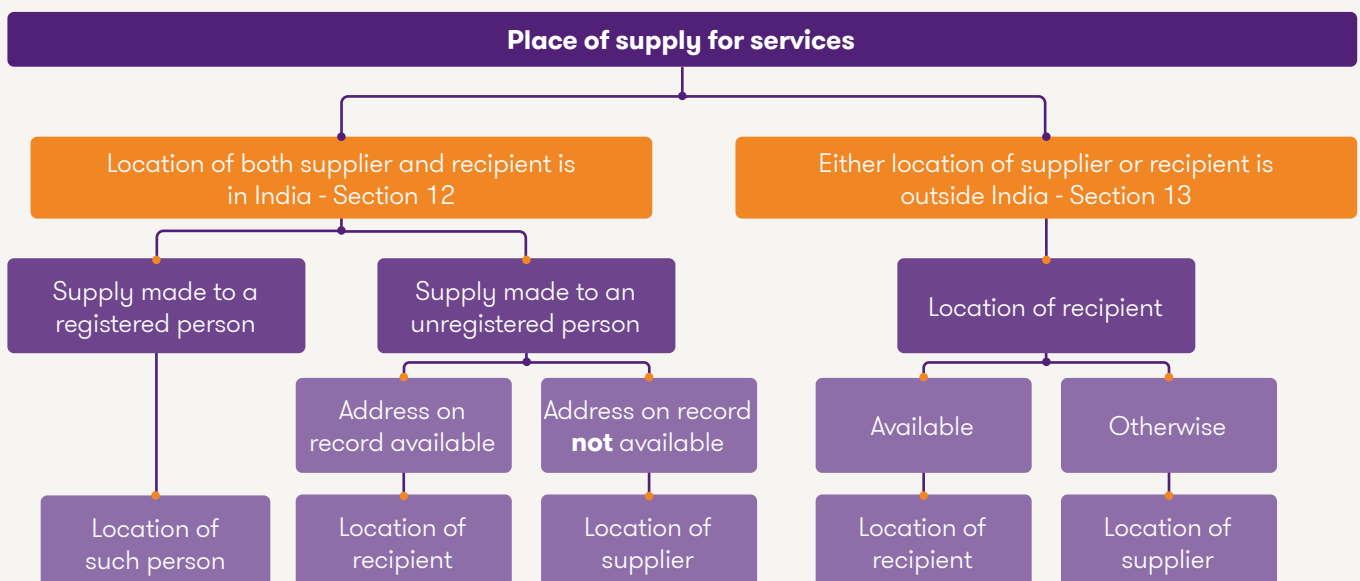 Place of supply for services
Location of both supplier and recipient is
in India - Section 12
Either location of supplier or recipient is
outside India - Section 13
Supply made to a
registered person
Supply made to an
unregistered person
Location of recipient
Address on
record available
Address on record
not available
Available
Otherwise
Location of
such person
Location of
recipient
Location of
supplier
Location of
recipient
Location of
supplier